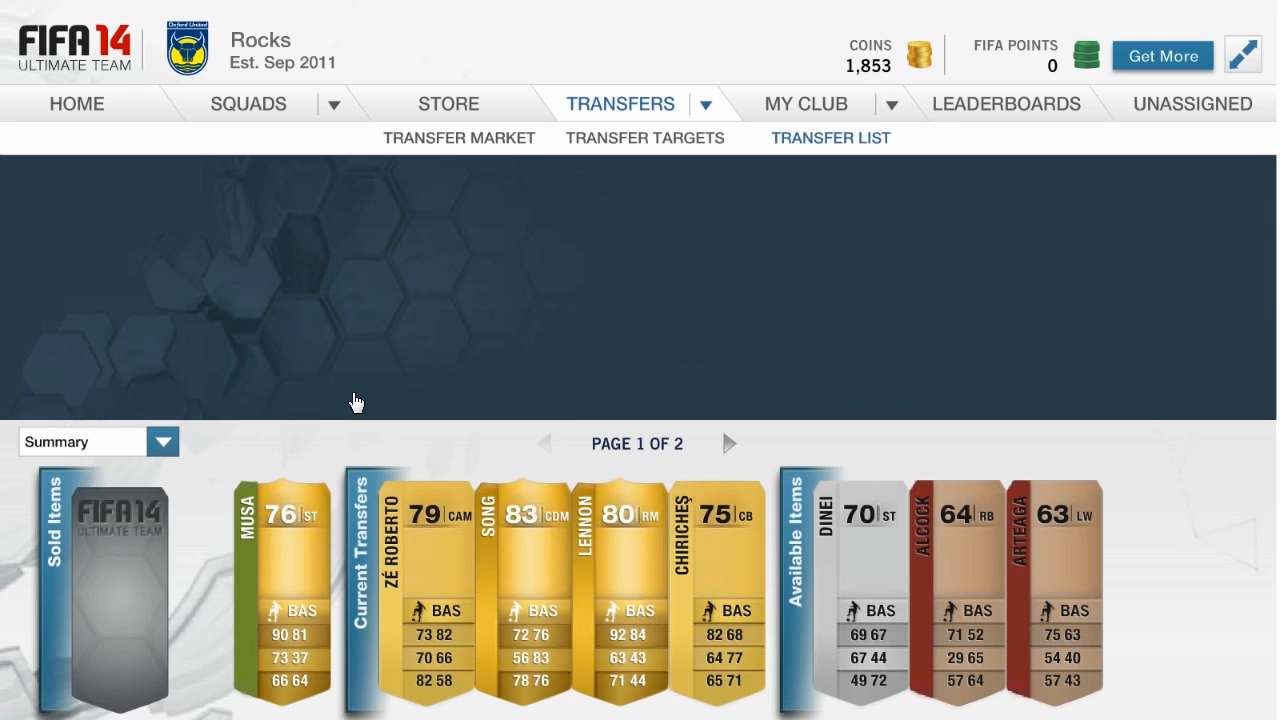 FIFA 14
ULTIMATE TEAM
Oxford United
Rocks
Est. Sep 2011
COINS
1,853
FIFA POINTS
0
Get More
HOME
SQUADS
STORE
TRANSFERS
MY CLUB
LEADERBOARDS
UNASSIGNED
TRANSFER MARKET
TRANSFER TARGETS
TRANSFER LIST
Summary
PAGE 1 OF 2
Sold Items
FIFA 14
ULTIMATE TEAM
MUSA
76 ST
BAS
90 81
73 37
66 64
Current Transfers
ZÉ ROBERTO
79 CAM
BAS
73 82
70 66
82 58
SONG
83 CDM
BAS
72 76
56 83
78 76
LENNON
80 RM
BAS
92 84
63 43
71 44
CHIRICHEŞ
75 CB
BAS
82 68
64 77
65 71
Available Items
DINEI
70 ST
BAS
69 67
67 44
49 72
ALCOCK
64 RB
BAS
71 52
29 65
57 64
ARTEAGA
63 LW
BAS
75 63
54 40
57 43